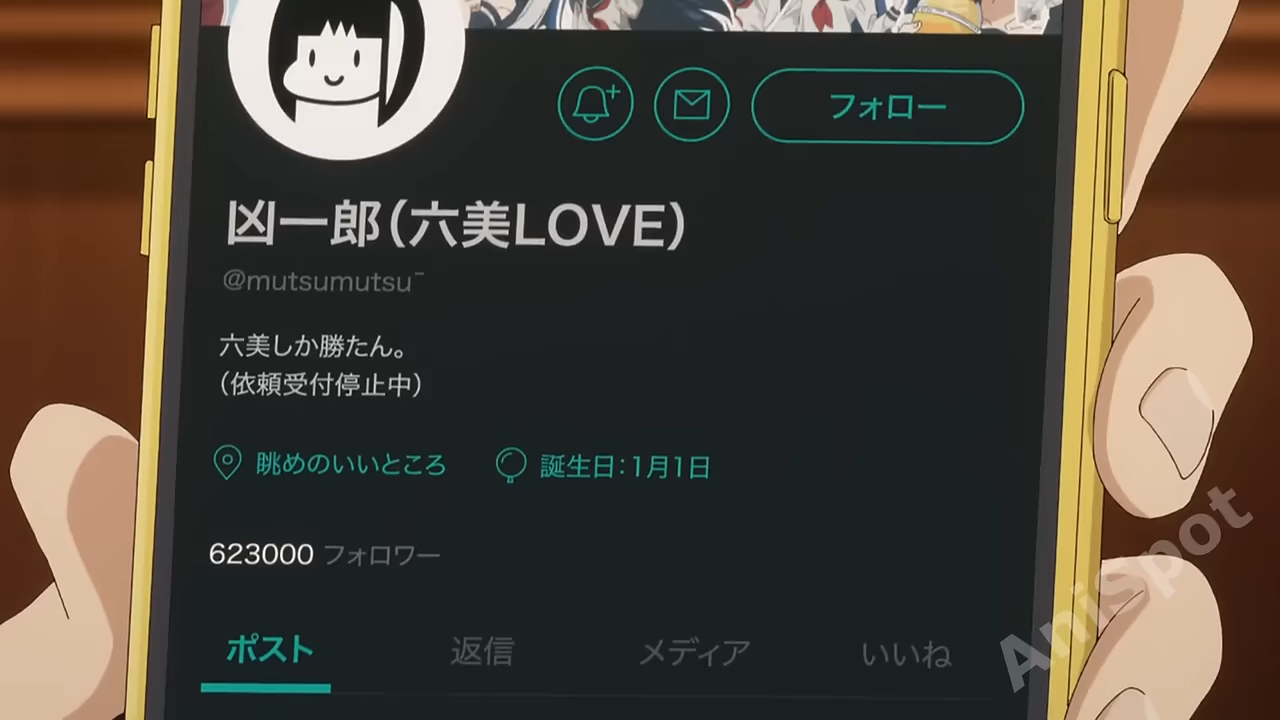 フォロー
凶一郎（六美LOVE）
@mutsumutsu¯
六美しか勝たん。
（依頼受付停止中）
眺めのいいところ 誕生日：1月1日
623000 フォロワー
ポスト 返信 メディア いいね
AniSpot